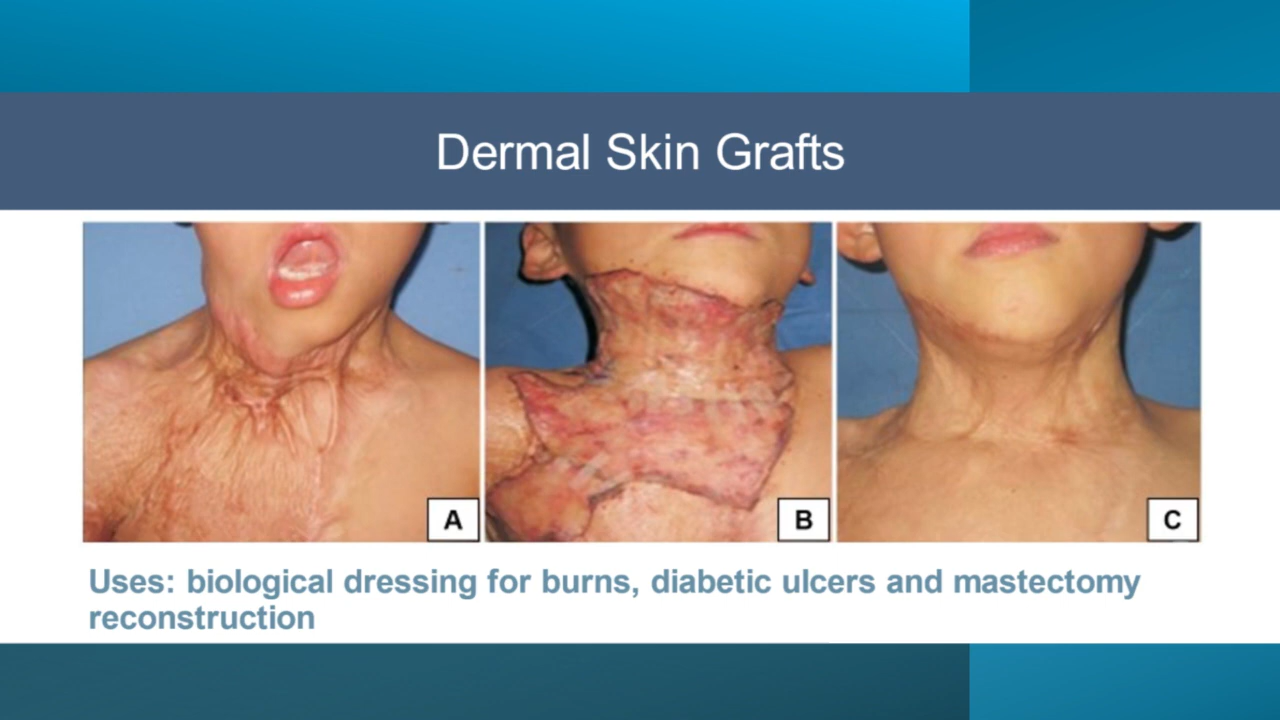 Dermal Skin Grafts
A
B
C
Uses: biological dressing for burns, diabetic ulcers and mastectomy
reconstruction